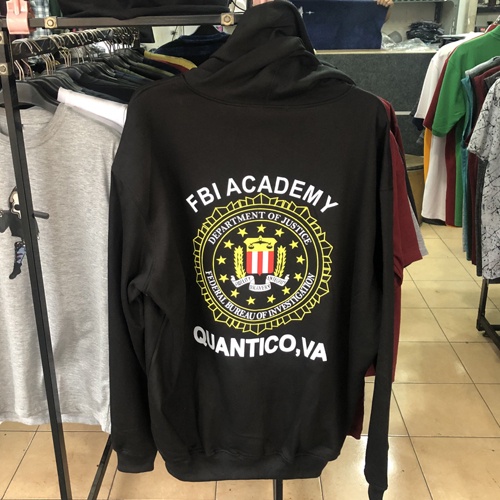 FBI ACADEMY
DEPARTMENT OF JUSTICE
FEDERAL BUREAU OF INVESTIGATION
QUANTICO,VA